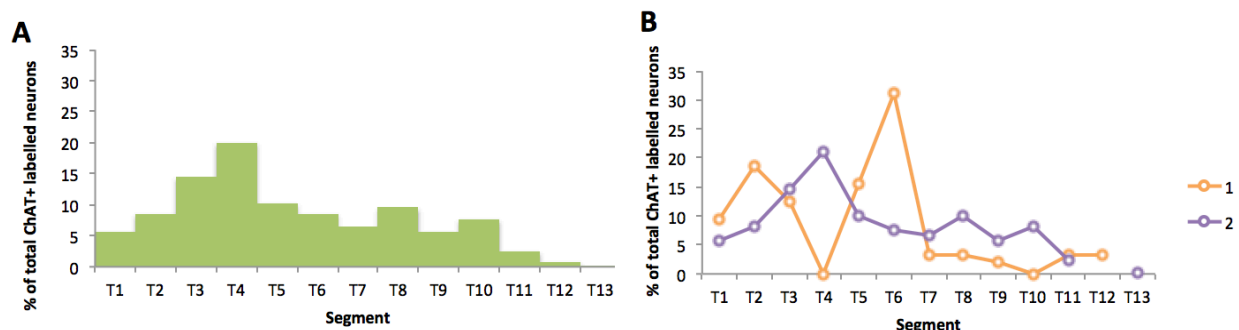 A
% of total ChAT+ labelled neurons
35
30
25
20
15
10
5
0
T1 T2 T3 T4 T5 T6 T7 T8 T9 T10 T11 T12 T13
Segment
B
% of total ChAT+ labelled neurons
35
30
25
20
15
10
5
0
T1 T2 T3 T4 T5 T6 T7 T8 T9 T10 T11 T12 T13
Segment
1
2